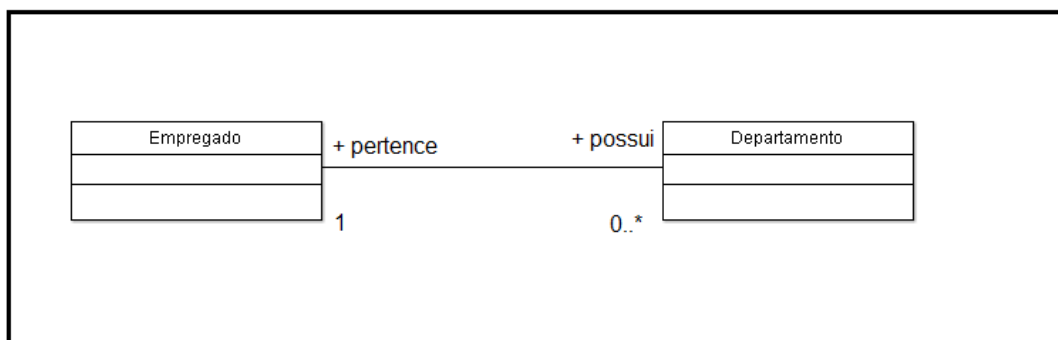 Empregado
+ pertence
+ possui
Departamento
1
0..*